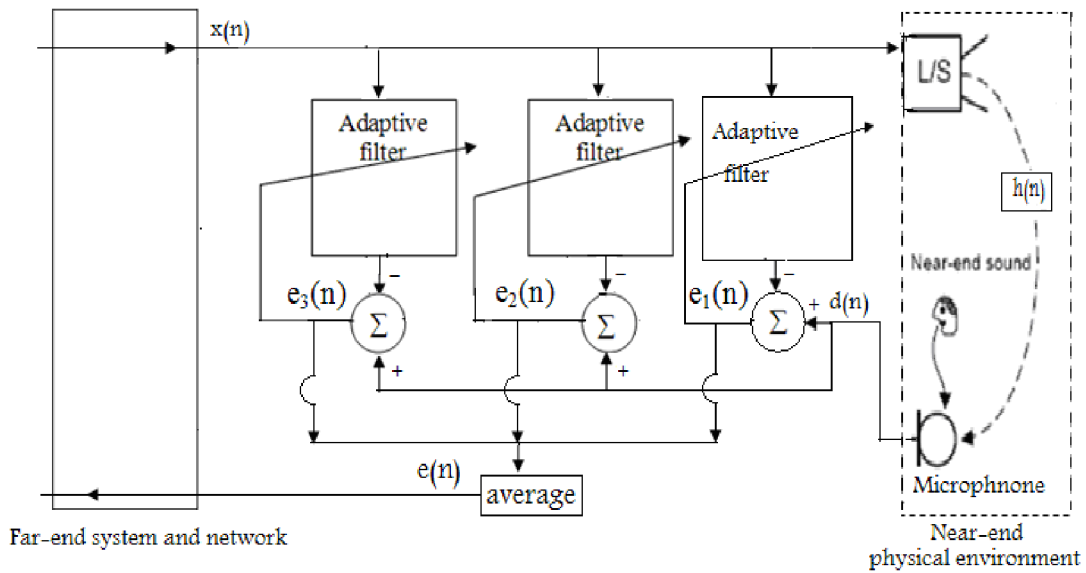 x(n)
L/S
Adaptive
filter
Adaptive
filter
Adaptive
filter
h(n)
Near-end sound
− − −
e3(n)
e2(n)
e1(n)
+ d(n)
Σ Σ Σ
+ + 
e(n)
average
Microphnone
Far-end system and network
Near-end
physical environment